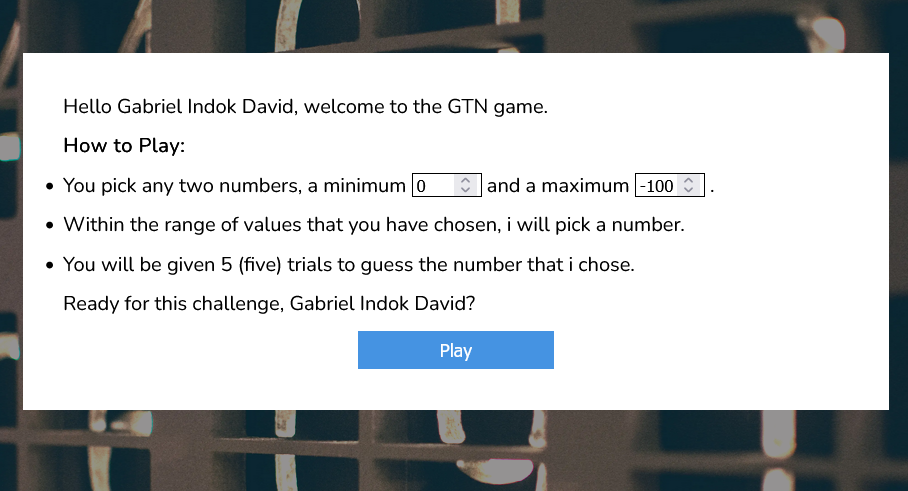 Hello Gabriel Indok David, welcome to the GTN game.
How to Play:
• You pick any two numbers, a minimum 0 and a maximum -100 .
• Within the range of values that you have chosen, i will pick a number.
• You will be given 5 (five) trials to guess the number that i chose.
Ready for this challenge, Gabriel Indok David?
Play